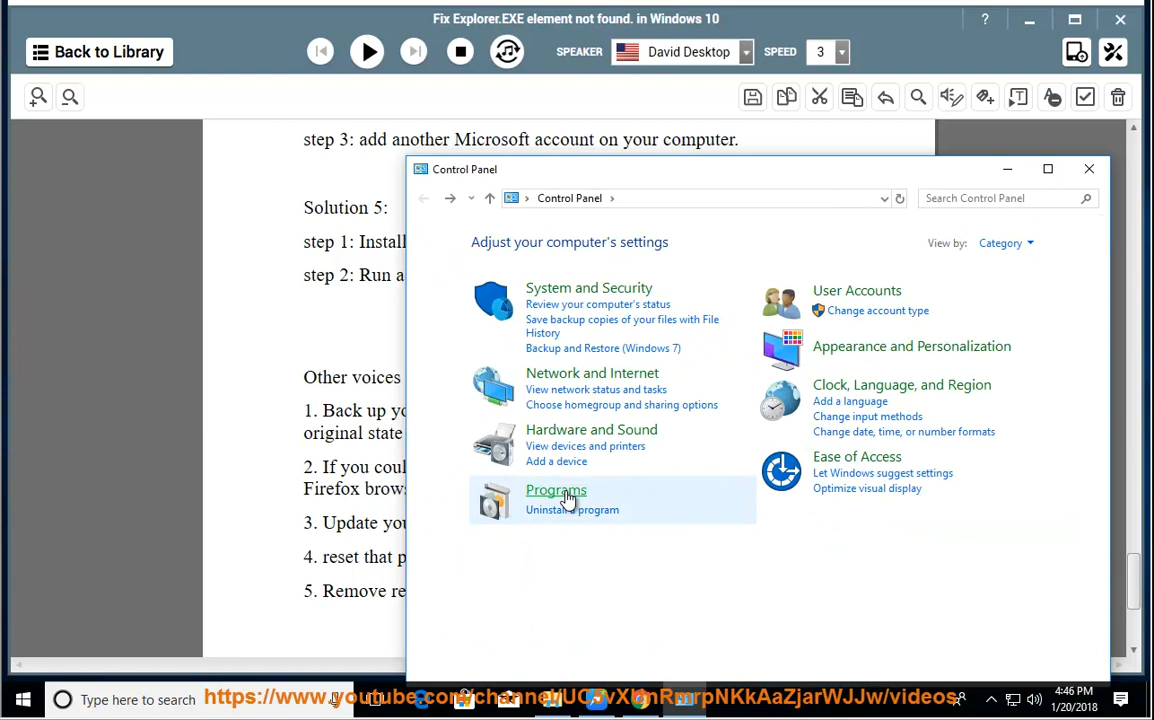 Fix Explorer.EXE element not found. in Windows 10
Back to Library
SPEAKER
David Desktop
SPEED
3
step 3: add another Microsoft account on your computer.
Solution 5:
step 1: Install
step 2: Run a
Other voices
1. Back up yo
original state
2. If you coul
Firefox brows
3. Update you
4. reset that p
5. Remove re
Control Panel
Control Panel
Search Control Panel
Adjust your computer's settings
View by: Category
System and Security
Review your computer's status
Save backup copies of your files with File
History
Backup and Restore (Windows 7)
Network and Internet
View network status and tasks
Choose homegroup and sharing options
Hardware and Sound
View devices and printers
Add a device
Programs
Uninstall a program
User Accounts
Change account type
Appearance and Personalization
Clock, Language, and Region
Add a language
Change input methods
Change date, time, or number formats
Ease of Access
Let Windows suggest settings
Optimize visual display
Type here to search
4:46 PM
1/20/2018